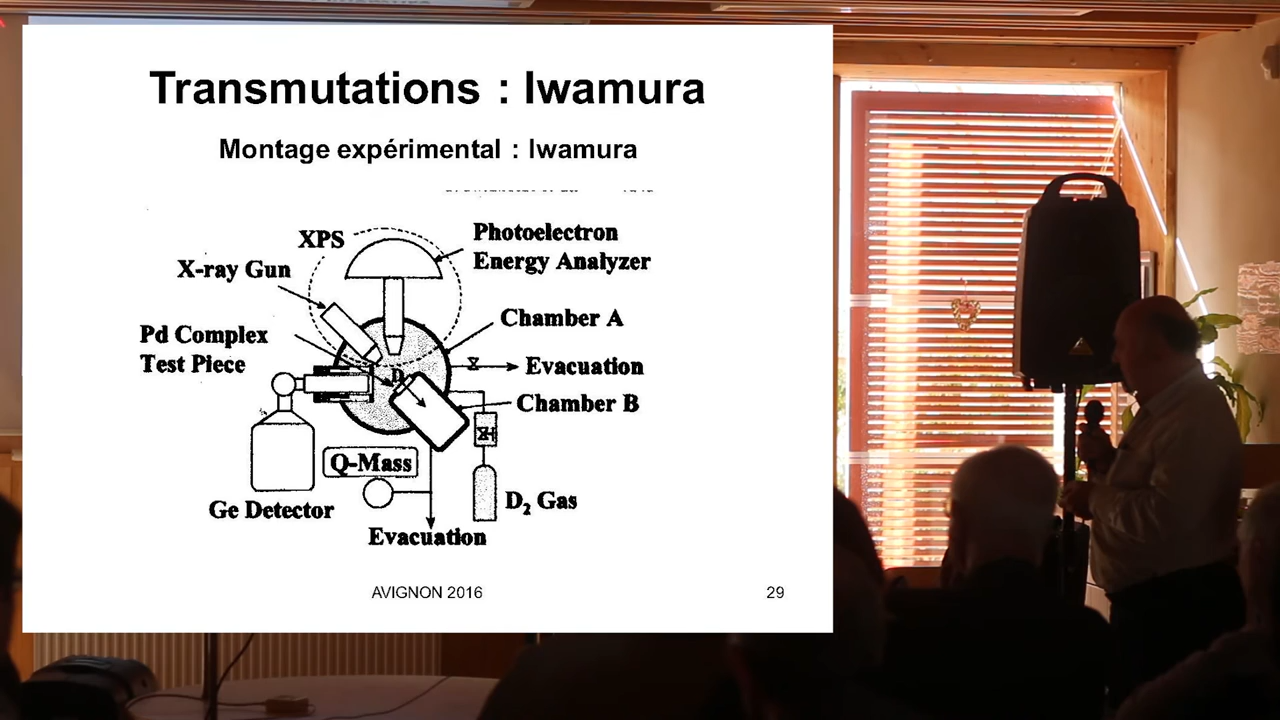 Transmutations : Iwamura
Montage expérimental : Iwamura
XPS
Photoelectron
Energy Analyzer
X-ray Gun
Chamber A
Pd Complex
Test Piece
Evacuation
Chamber B
Q-Mass
Ge Detector
D₂ Gas
Evacuation
AVIGNON 2016
29